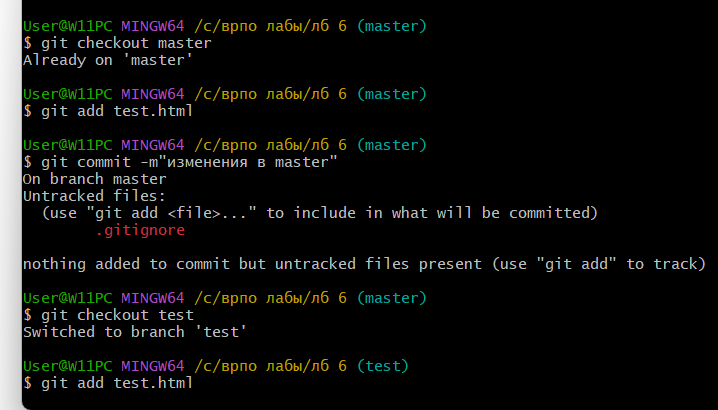 User@W11PC MINGW64 /c/врпо лабы/лб 6 (master)
$ git checkout master
Already on 'master'
User@W11PC MINGW64 /c/врпо лабы/лб 6 (master)
$ git add test.html
User@W11PC MINGW64 /c/врпо лабы/лб 6 (master)
$ git commit -m"изменения в master"
On branch master
Untracked files:
  (use "git add <file>..." to include in what will be committed)
        .gitignore
nothing added to commit but untracked files present (use "git add" to track)
User@W11PC MINGW64 /c/врпо лабы/лб 6 (master)
$ git checkout test
Switched to branch 'test'
User@W11PC MINGW64 /c/врпо лабы/лб 6 (test)
$ git add test.html